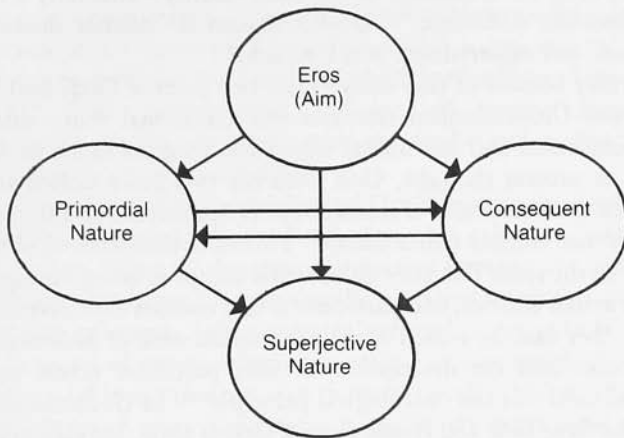 Eros
(Aim)
Primordial
Nature
Consequent
Nature
Superjective
Nature